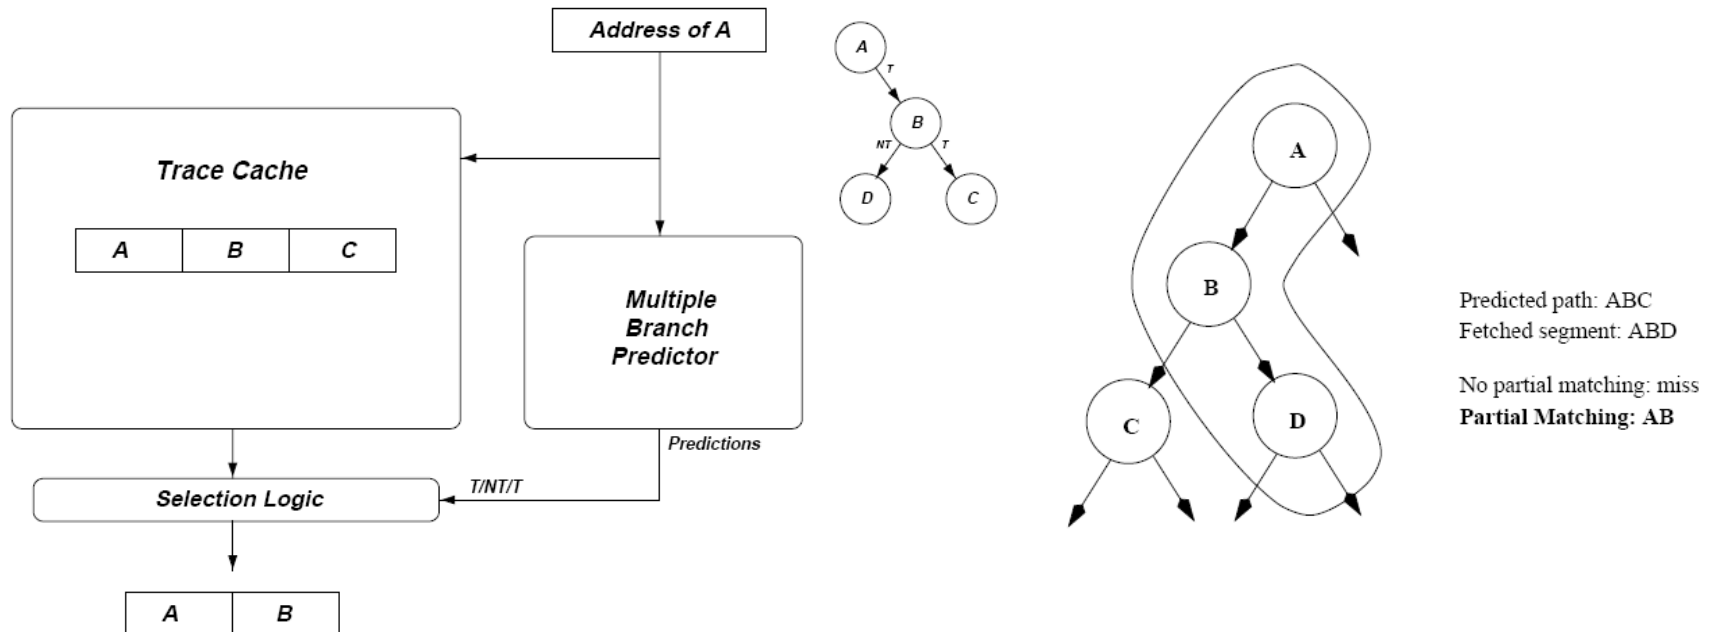 Address of A
Trace Cache
A B C
Multiple
Branch
Predictor
Predictions
T/NT/T
Selection Logic
A B
A
T
B
NT T
D C
A
B
C D
Predicted path: ABC
Fetched segment: ABD
No partial matching: miss
Partial Matching: AB